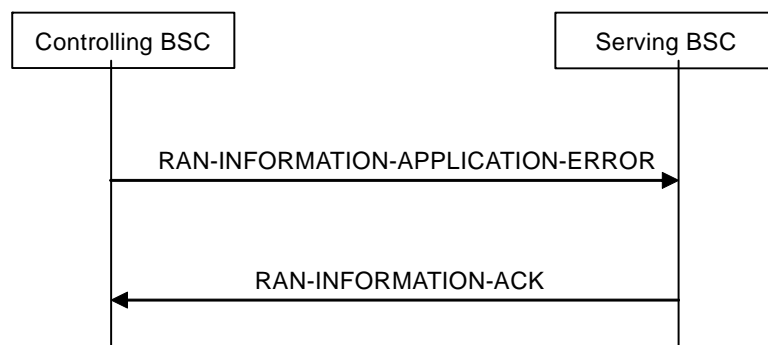 Controlling BSC
Serving BSC
RAN-INFORMATION-APPLICATION-ERROR
RAN-INFORMATION-ACK